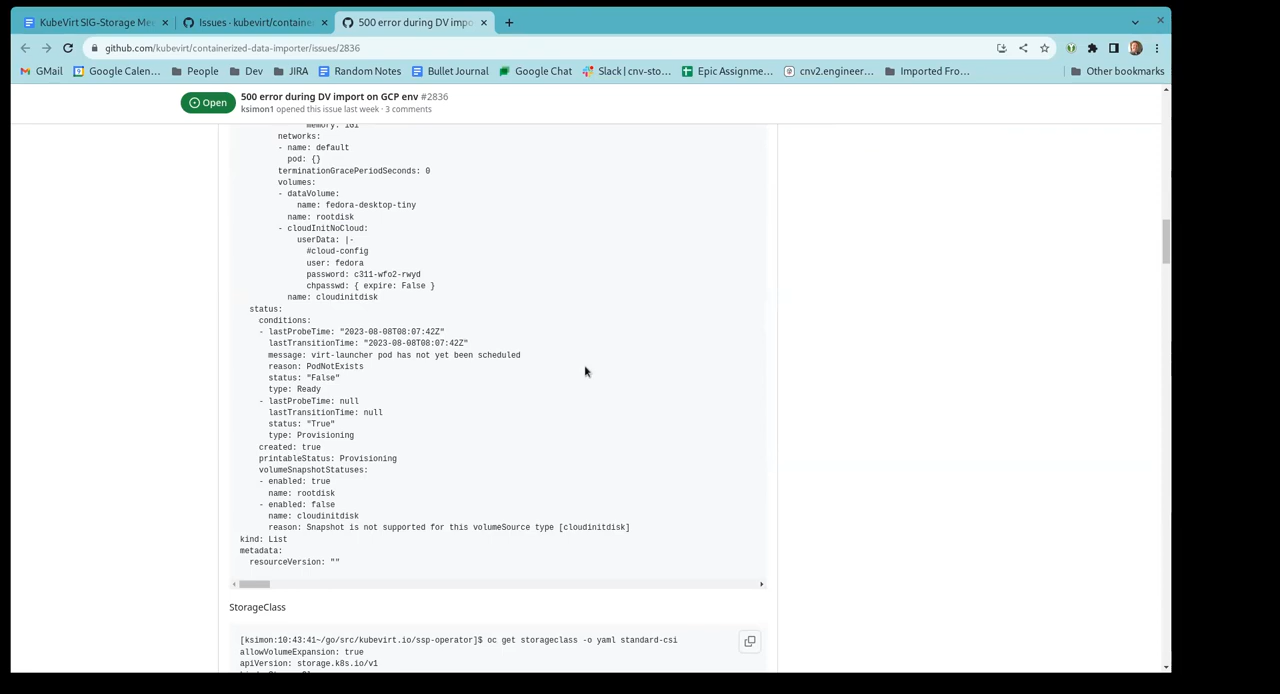 KubeVirt SIG-Storage Mee
Issues · kubevirt/containe
500 error during DV impo
github.com/kubevirt/containerized-data-importer/issues/2836
GMail
Google Calen...
People
Dev
JIRA
Random Notes
Bullet Journal
Google Chat
Slack | cnv-sto...
Epic Assignme...
cnv2.engineer...
Imported Fro...
Other bookmarks
Open
500 error during DV import on GCP env #2836
ksimon1 opened this issue last week · 3 comments
memory: 1Gi
networks:
- name: default
pod: {}
terminationGracePeriodSeconds: 0
volumes:
- dataVolume:
name: fedora-desktop-tiny
name: rootdisk
- cloudInitNoCloud:
userData: |-
#cloud-config
user: fedora
password: c311-wfo2-rwyd
chpasswd: { expire: False }
name: cloudinitdisk
status:
conditions:
- lastProbeTime: "2023-08-08T08:07:42Z"
lastTransitionTime: "2023-08-08T08:07:42Z"
message: virt-launcher pod has not yet been scheduled
reason: PodNotExists
status: "False"
type: Ready
- lastProbeTime: null
lastTransitionTime: null
status: "True"
type: Provisioning
created: true
printableStatus: Provisioning
volumeSnapshotStatuses:
- enabled: true
name: rootdisk
- enabled: false
name: cloudinitdisk
reason: Snapshot is not supported for this volumeSource type [cloudinitdisk]
kind: List
metadata:
resourceVersion: ""
StorageClass
[ksimon:10:43:41~/go/src/kubevirt.io/ssp-operator]$ oc get storageclass -o yaml standard-csi
allowVolumeExpansion: true
apiVersion: storage.k8s.io/v1